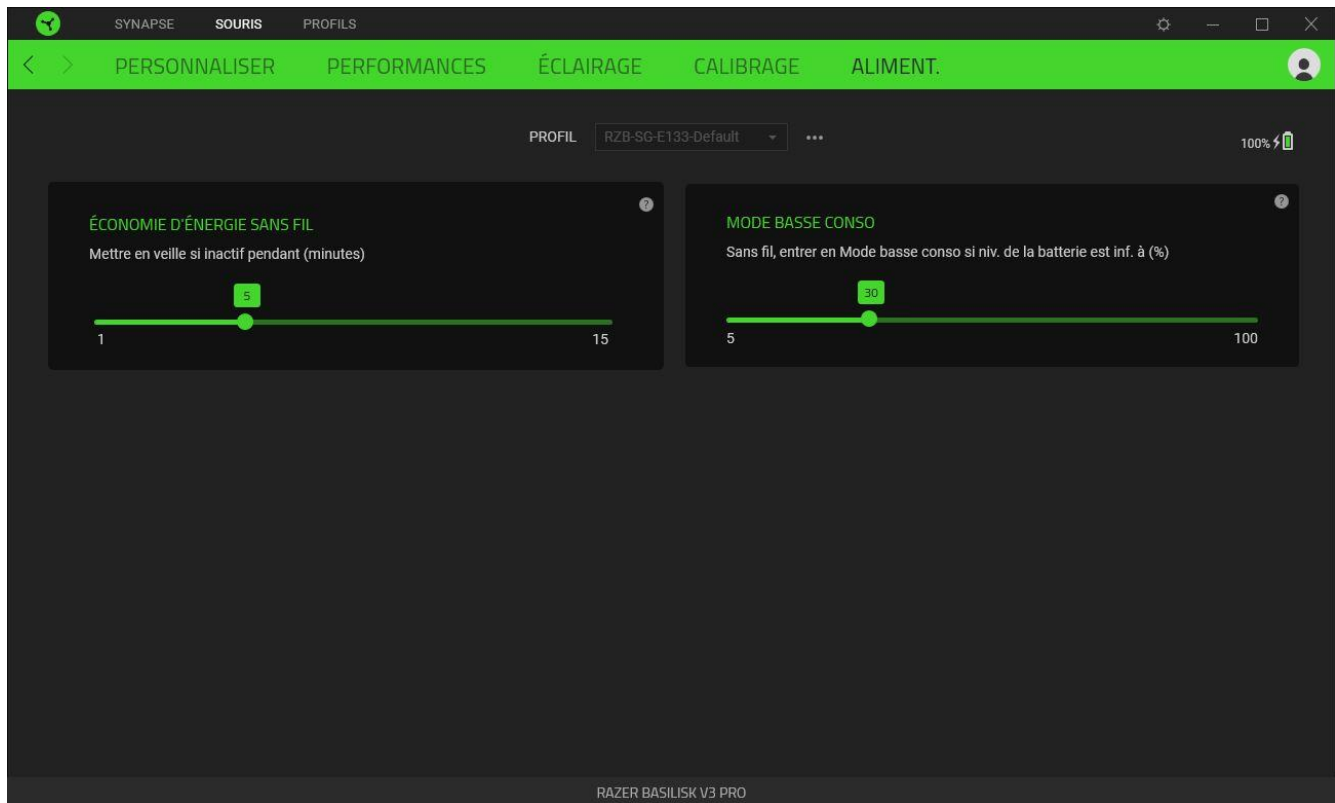 SYNAPSE SOURIS PROFILS
PERSONNALISER PERFORMANCES ÉCLAIRAGE CALIBRAGE ALIMENT.
PROFIL RZB-SG-E133-Default ••• 100%
ÉCONOMIE D'ÉNERGIE SANS FIL
Mettre en veille si inactif pendant (minutes)
5
1 15
MODE BASSE CONSO
Sans fil, entrer en Mode basse conso si niv. de la batterie est inf. à (%)
30
5 100
RAZER BASILISK V3 PRO